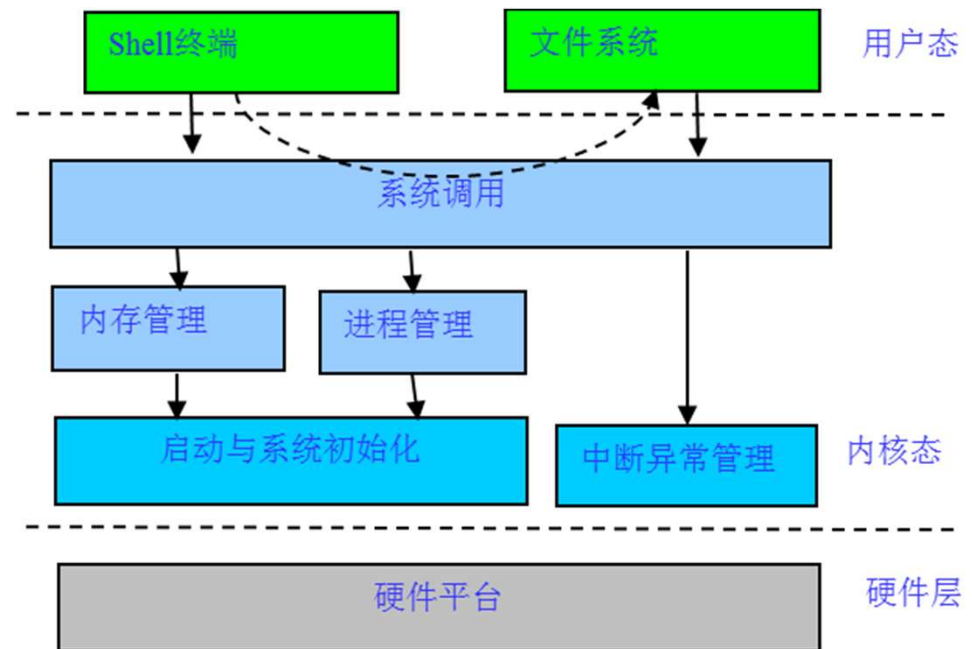 Shell终端
文件系统
用户态
系统调用
内存管理
进程管理
启动与系统初始化
中断异常管理
内核态
硬件平台
硬件层